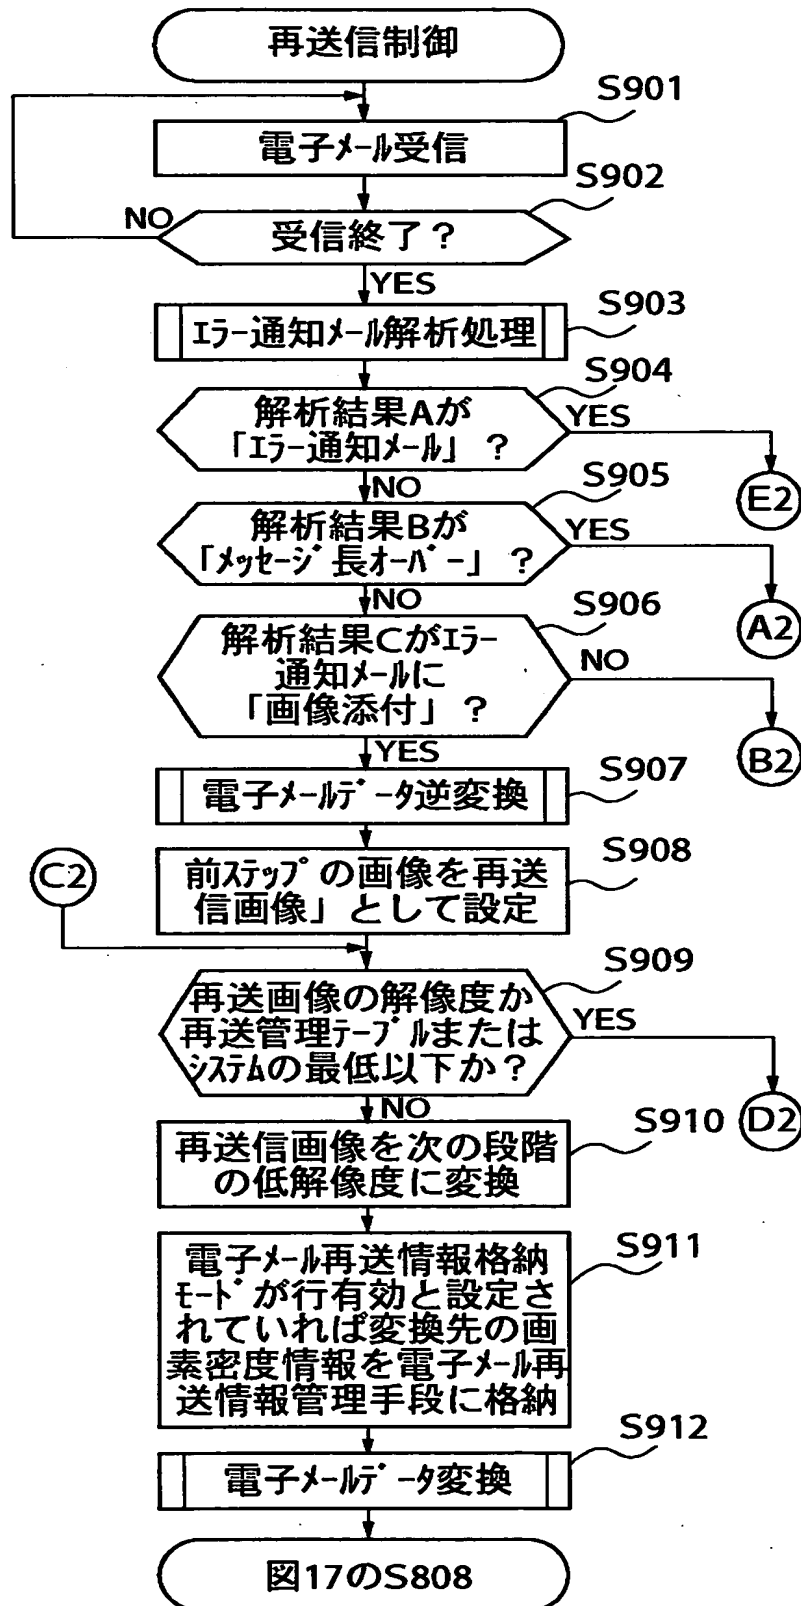 再送信制御
S901
電子ﾒｰﾙ受信
S902
NO
受信終了？
YES
S903
ｴﾗｰ通知ﾒｰﾙ解析処理
S904
解析結果Aが
「ｴﾗｰ通知ﾒｰﾙ」？
YES
E2
NO
S905
解析結果Bが
「ﾒｯｾｰｼﾞ長ｵｰﾊﾞｰ」？
YES
A2
NO
S906
解析結果Cがｴﾗｰ
通知ﾒｰﾙに
「画像添付」？
NO
B2
YES
S907
電子ﾒｰﾙﾃﾞｰﾀ逆変換
C2
S908
前ｽﾃｯﾌﾟの画像を再送
信画像」として設定
S909
再送画像の解像度か
再送管理ﾃｰﾌﾞﾙまたは
ｼｽﾃﾑの最低以下か？
YES
D2
NO
S910
再送信画像を次の段階
の低解像度に変換
S911
電子ﾒｰﾙ再送情報格納
ﾓｰﾄﾞが行有効と設定さ
れていれば変換先の画
素密度情報を電子ﾒｰﾙ再
送情報管理手段に格納
S912
電子ﾒｰﾙﾃﾞｰﾀ変換
図17のS808